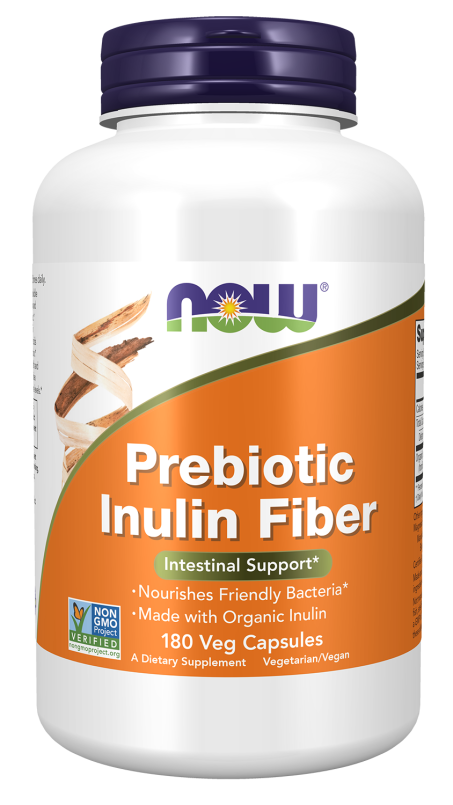 now®
Prebiotic
Inulin Fiber
Intestinal Support*
•Nourishes Friendly Bacteria*
•Made with Organic Inulin
180 Veg Capsules
A Dietary Supplement Vegetarian/Vegan
NON
GMO
Project
VERIFIED
nongmoproject.org